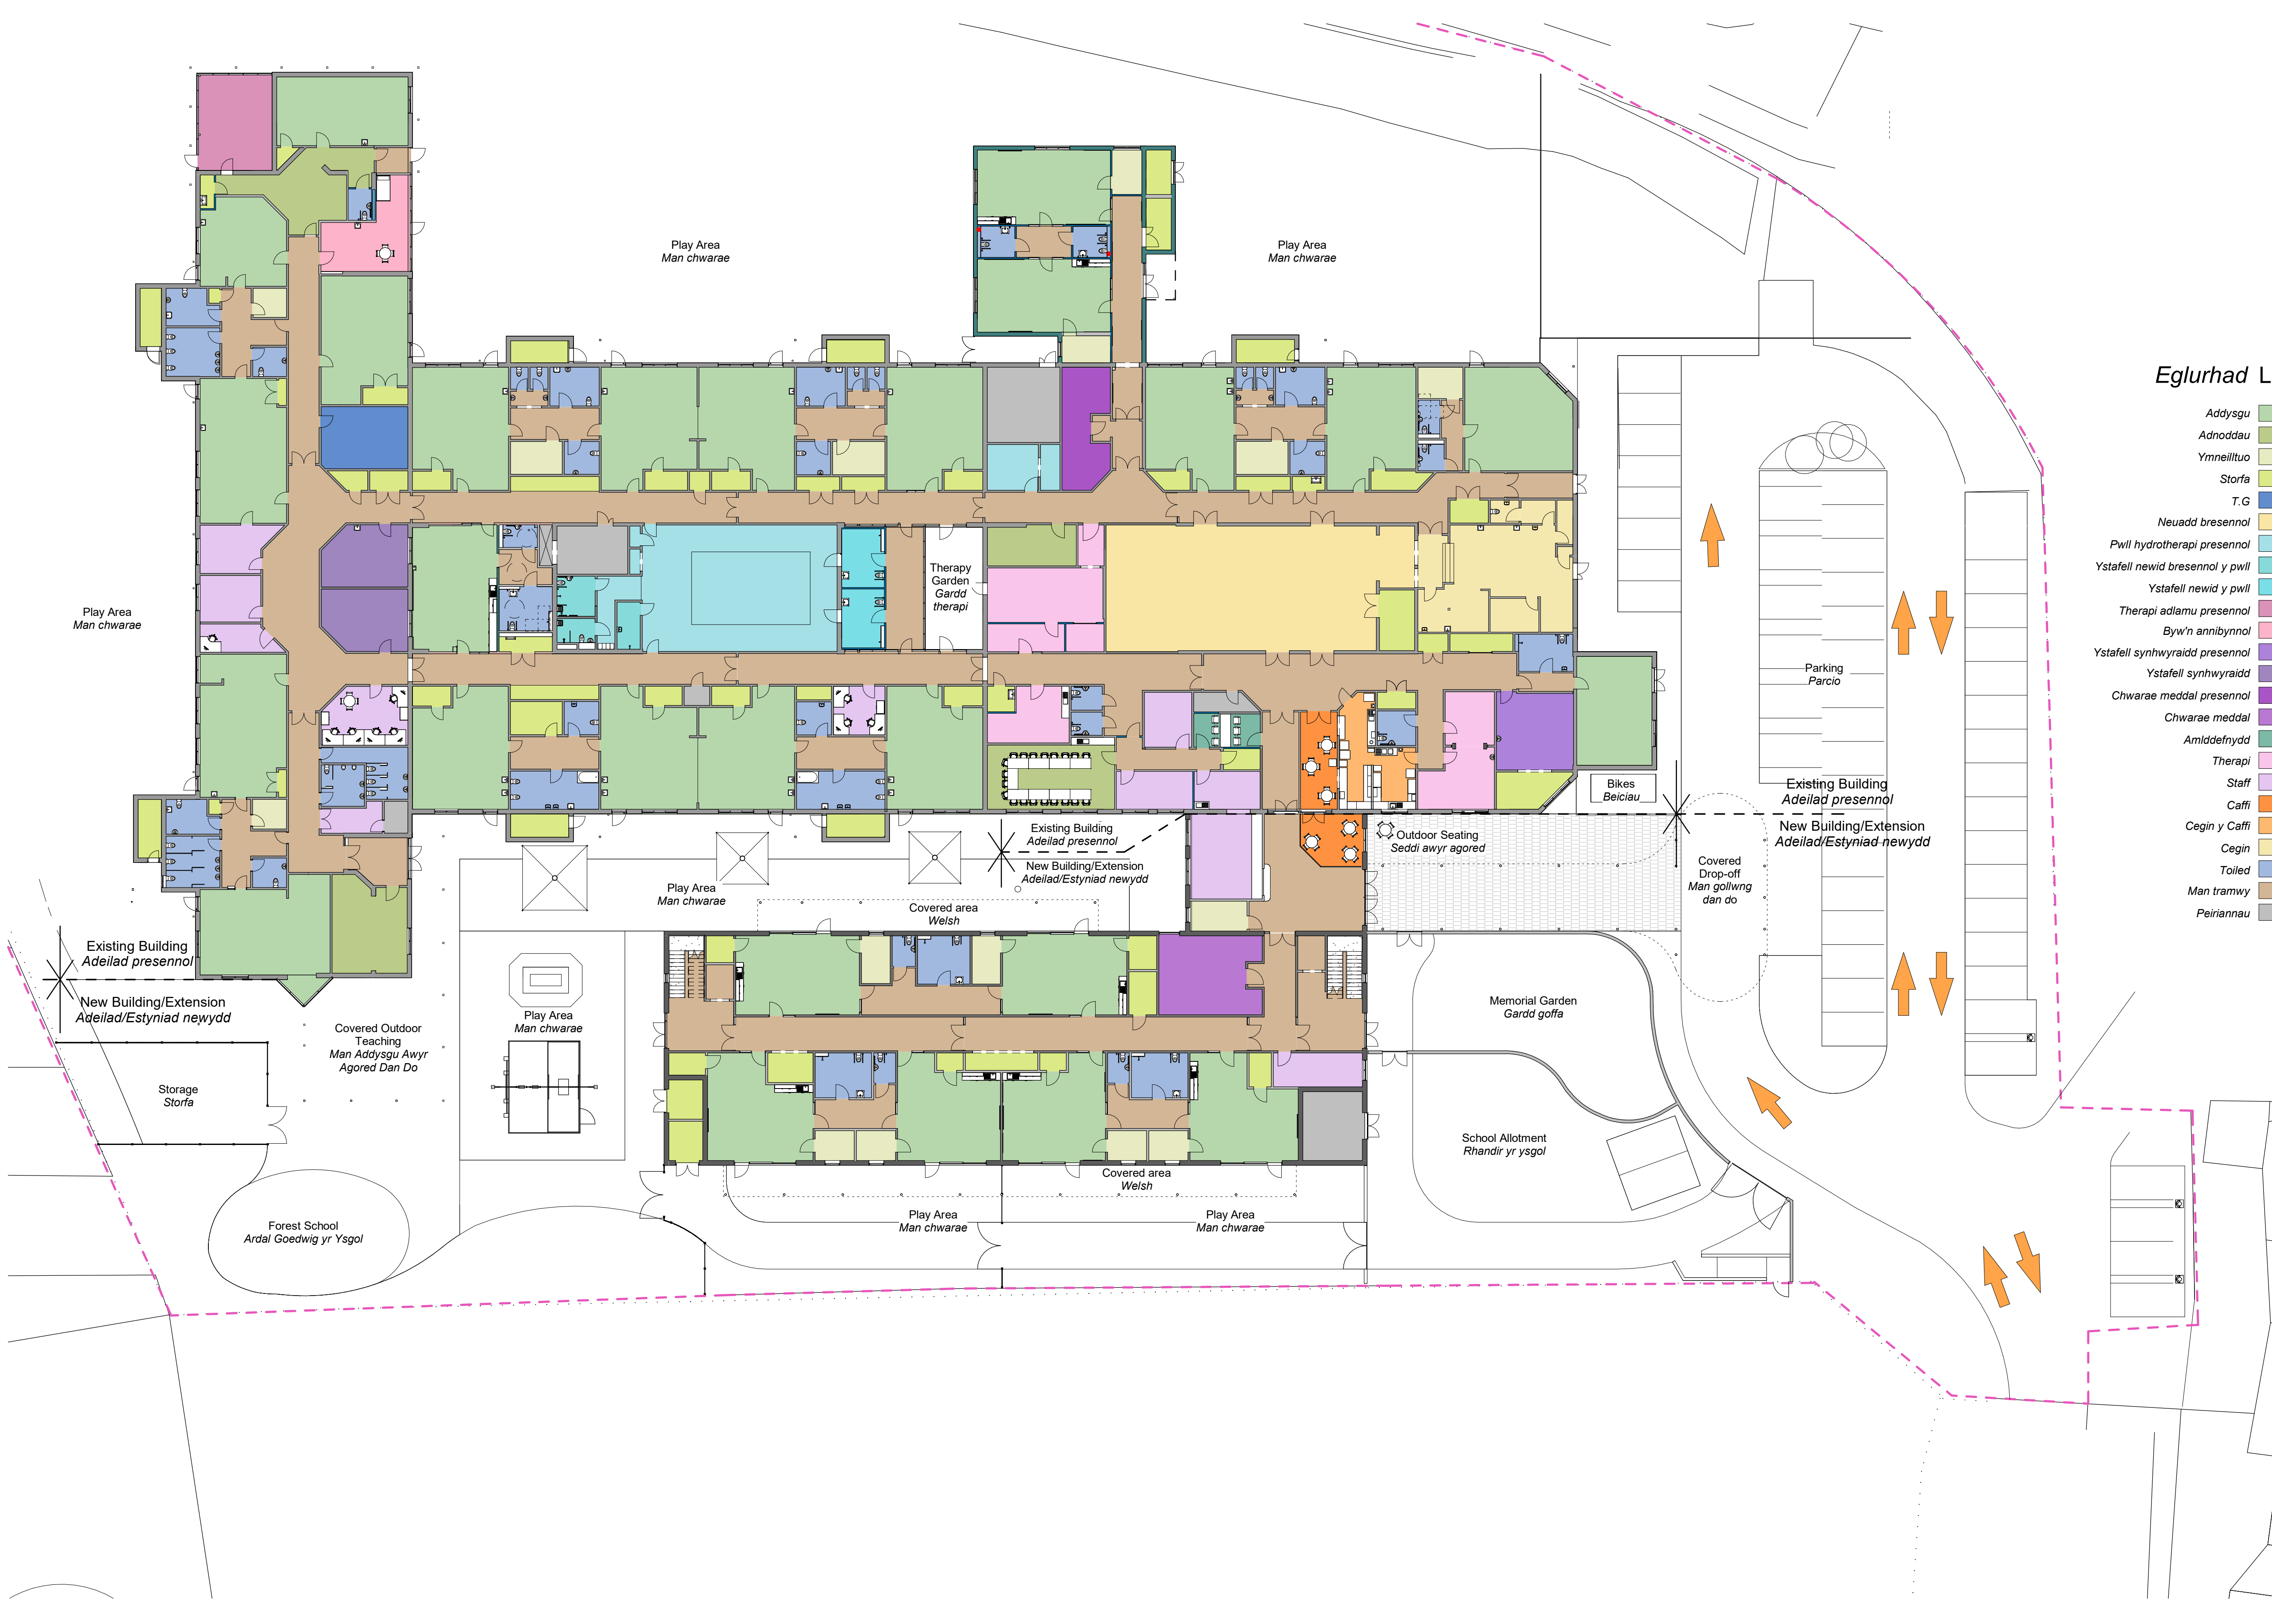 Play Area
Man chwarae
Play Area
Man chwarae
Play Area
Man chwarae
Therapy
Garden
Gardd
therapi
Parking
Parco
Bikes
Beiciau
Existing Building
Adeilad presennol
New Building/Extension
Adeilad/Estyniad newydd
Existing Building
Adeilad presennol
New Building/Extension
Adeilad/Estyniad newydd
Outdoor Seating
Seddi awyr agored
Covered
Drop-off
Man gollwng
dan do
Play Area
Man chwarae
Covered area
Welsh
Existing Building
Adeilad presennol
New Building/Extension
Adeilad/Estyniad newydd
Covered Outdoor
Teaching
Man Addysgu Awyr
Agored Dan Do
Play Area
Man chwarae
Memorial Garden
Gardd goffa
Storage
Storfa
School Allotment
Rhandir yr ysgol
Covered area
Welsh
Forest School
Ardal Goedwig yr Ysgol
Play Area
Man chwarae
Play Area
Man chwarae
Eglurhad L
Addysgu
Adnoddau
Ymneilltuo
Storfa
T.G
Neuadd bresennol
Pwll hydrotherapi presennol
Ystafell newid bresennol y pwll
Ystafell newid y pwll
Therapi adlamu presennol
Byw'n annibynnol
Ystafell synhwyraidd presennol
Ystafell synhwyraidd
Chwarae meddal presennol
Chwarae meddal
Amlddefnydd
Therapi
Staff
Caffi
Cegin y Caffi
Cegin
Toiled
Man tramwy
Peiriannau